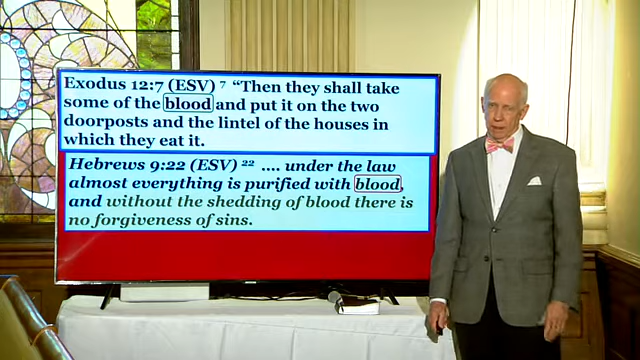 Exodus 12:7 (ESV) 7 “Then they shall take
some of the blood and put it on the two
doorposts and the lintel of the houses in
which they eat it.
Hebrews 9:22 (ESV) 22 .... under the law
almost everything is purified with blood,
and without the shedding of blood there is
no forgiveness of sins.